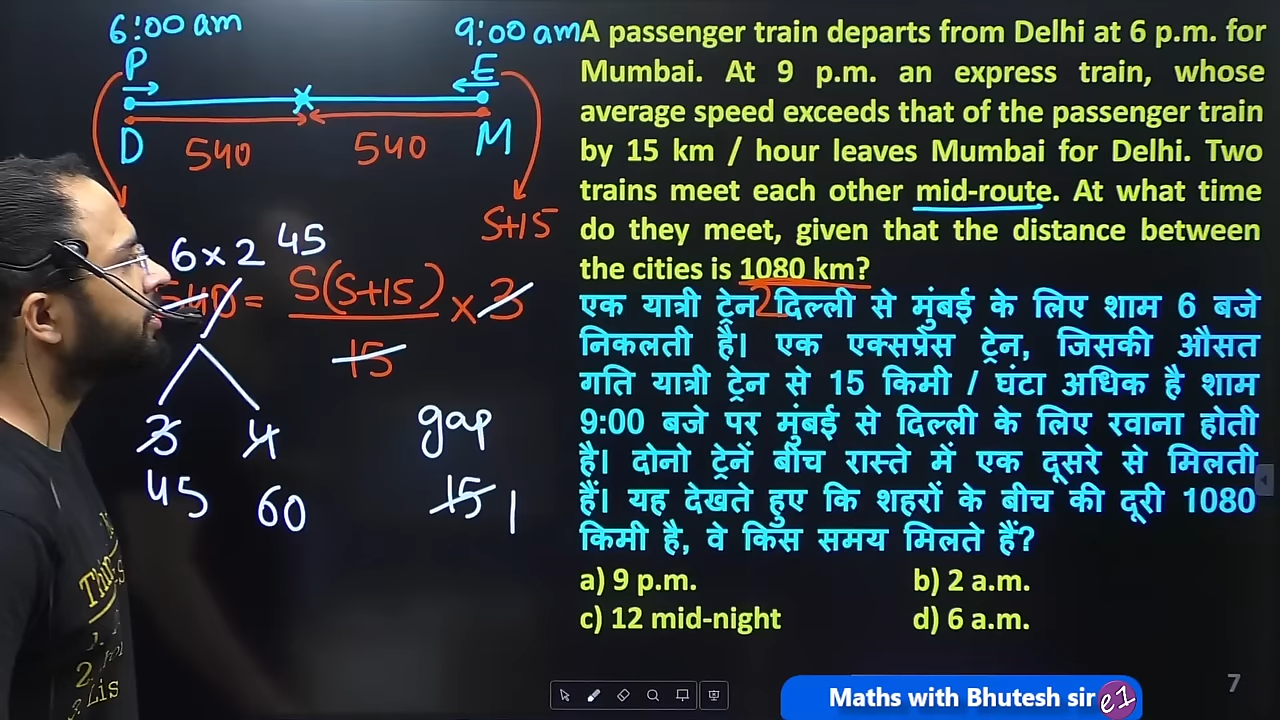 6:00 am
9:00 am
P
E
D
540
540
M
S+15
6 x 2
45
540 = S(S+15) x 3
15
3
4
45
60
gap
15 1
A passenger train departs from Delhi at 6 p.m. for
Mumbai. At 9 p.m. an express train, whose
average speed exceeds that of the passenger train
by 15 km / hour leaves Mumbai for Delhi. Two
trains meet each other mid-route. At what time
do they meet, given that the distance between
the cities is 1080 km?
2
एक यात्री ट्रेन दिल्ली से मुंबई के लिए शाम 6 बजे
निकलती है। एक एक्सप्रेस ट्रेन, जिसकी औसत
गति यात्री ट्रेन से 15 किमी / घंटा अधिक है शाम
9:00 बजे पर मुंबई से दिल्ली के लिए रवाना होती
है। दोनो ट्रेनें बीच रास्ते में एक दूसरे से मिलती
हैं। यह देखते हुए कि शहरों के बीच की दूरी 1080
किमी है, वे किस समय मिलते हैं?
a) 9 p.m. b) 2 a.m.
c) 12 mid-night d) 6 a.m.
7
Maths with Bhutesh sir e1